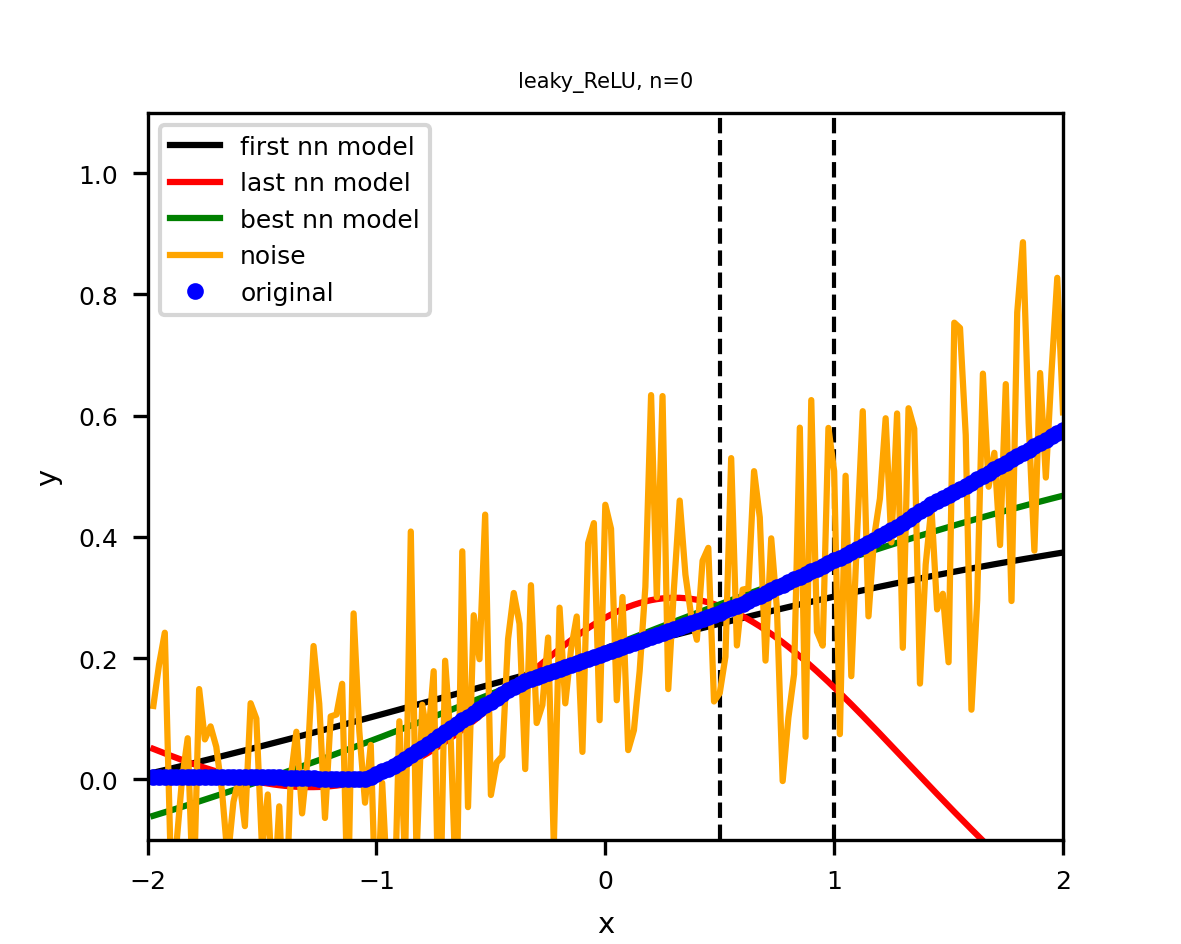 leaky_ReLU, n=0
first nn model
last nn model
best nn model
noise
original
y
1.0
0.8
0.6
0.4
0.2
0.0
−2
−1
0
1
2
x